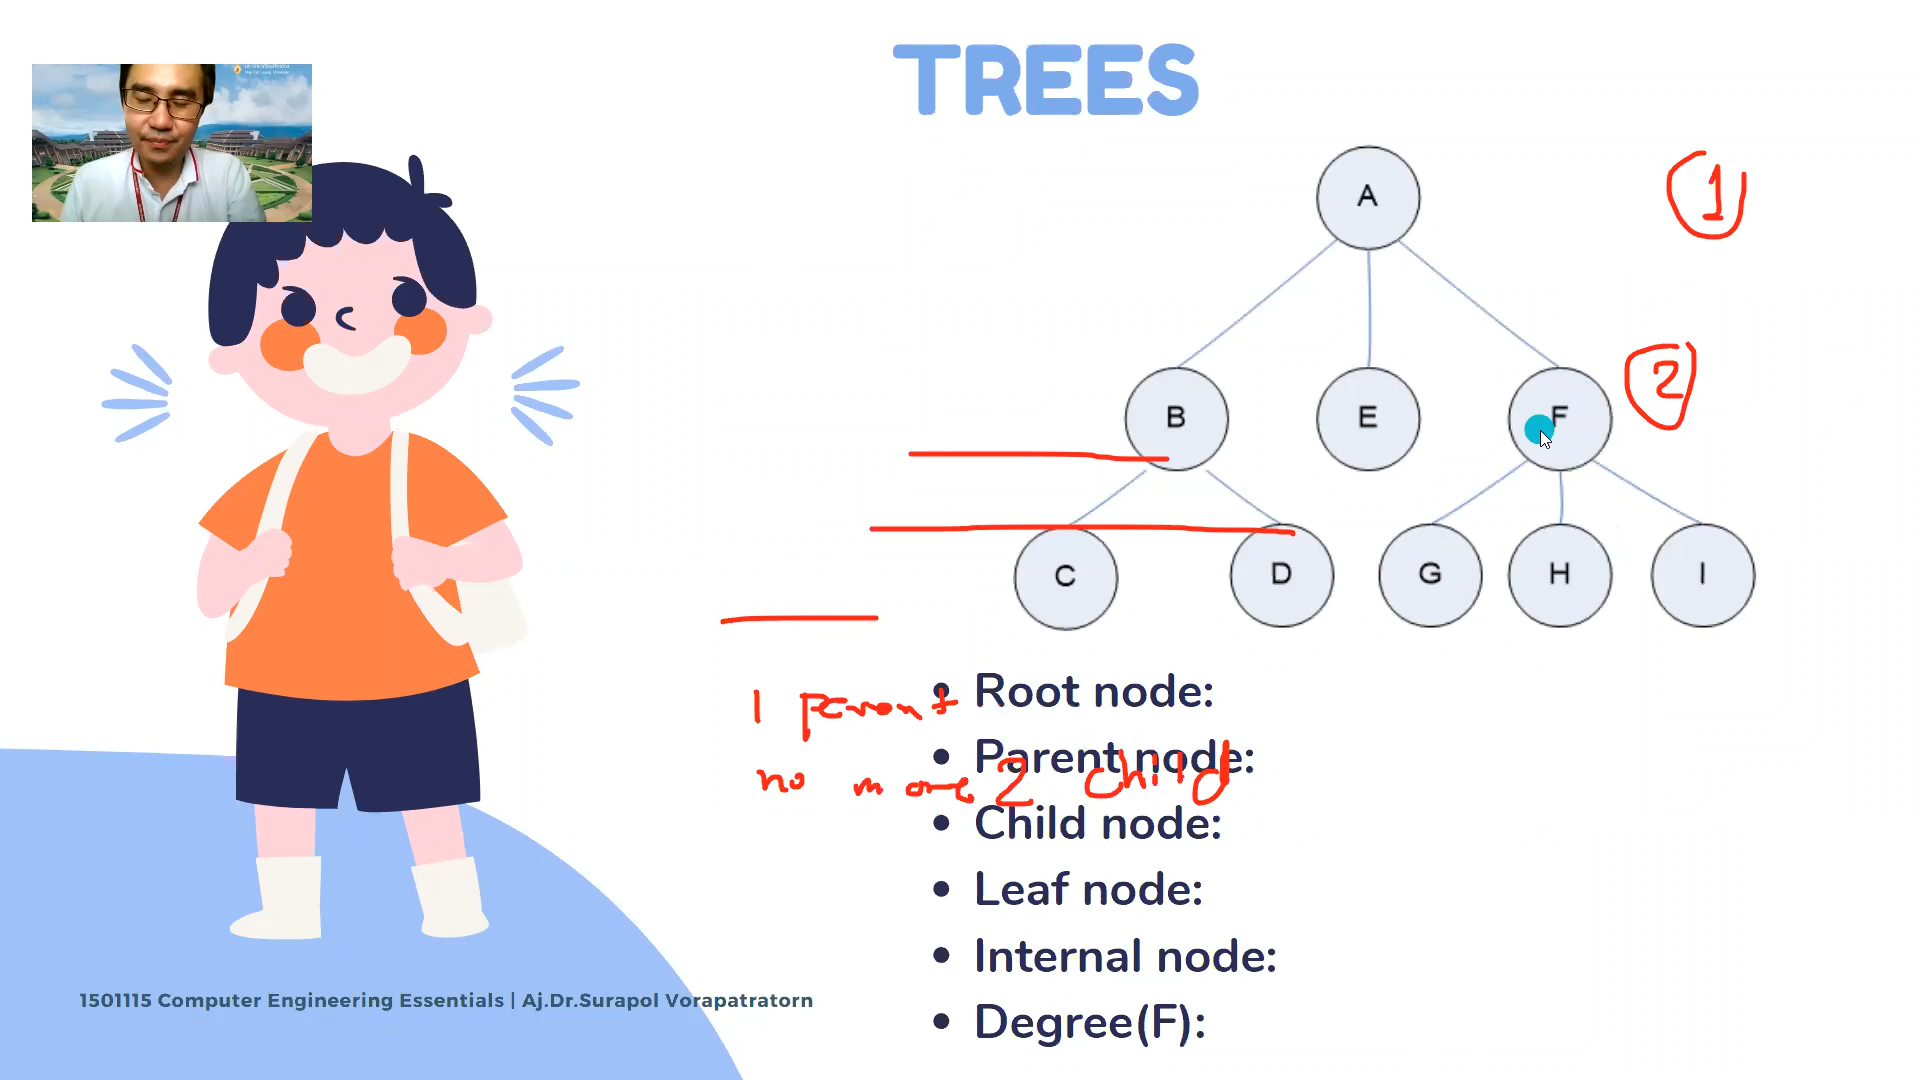 TREES
A
1
B
E
F
2
C
D
G
H
I
1 parent
no more 2 child
Root node:
Parent node:
Child node:
Leaf node:
Internal node:
Degree(F):
1501115 Computer Engineering Essentials | Aj.Dr.Surapol Vorapatratorn